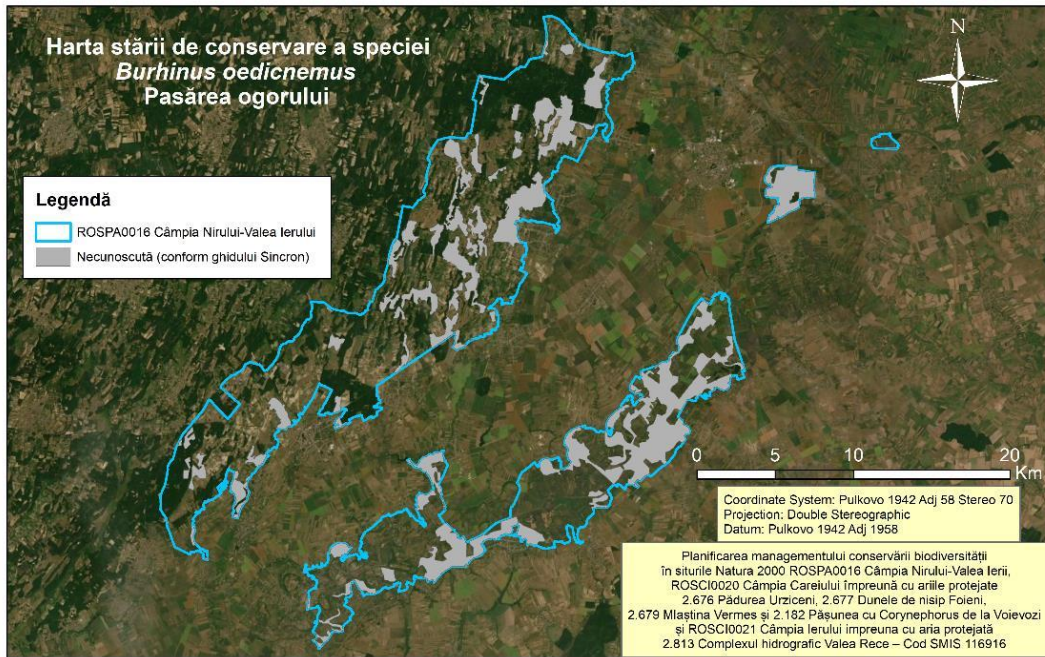 Harta stării de conservare a speciei
Burhinus oedicnemus
Pasărea ogorului
N
Legendă
ROSPA0016 Câmpia Nirului-Valea Ierului
Necunoscută (conform ghidului Sincron)
0 5 10 20
Km
Coordinate System: Pulkovo 1942 Adj 58 Stereo 70
Projection: Double Stereographic
Datum: Pulkovo 1942 Adj 1958
Planificarea managementului conservării biodiversității
în siturile Natura 2000 ROSPA0016 Câmpia Nirului-Valea Ierii,
ROSCI0020 Câmpia Careiului împreună cu ariile protejate
2.676 Pădurea Urziceni, 2.677 Dunele de nisip Foieni,
2.679 Mlaștina Vermes și 2.182 Pășunea cu Corynephorus de la Voievozi
și ROSCI0021 Câmpia Ierului impreuna cu aria protejată
2.813 Complexul hidrografic Valea Rece – Cod SMIS 116916